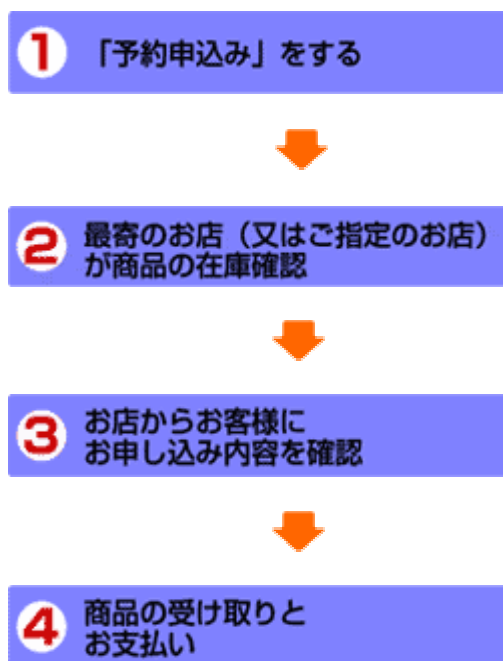 1 「予約申込み」をする
2 最寄のお店（又はご指定のお店）
が商品の在庫確認
3 お店からお客様に
お申し込み内容を確認
4 商品の受け取りと
お支払い